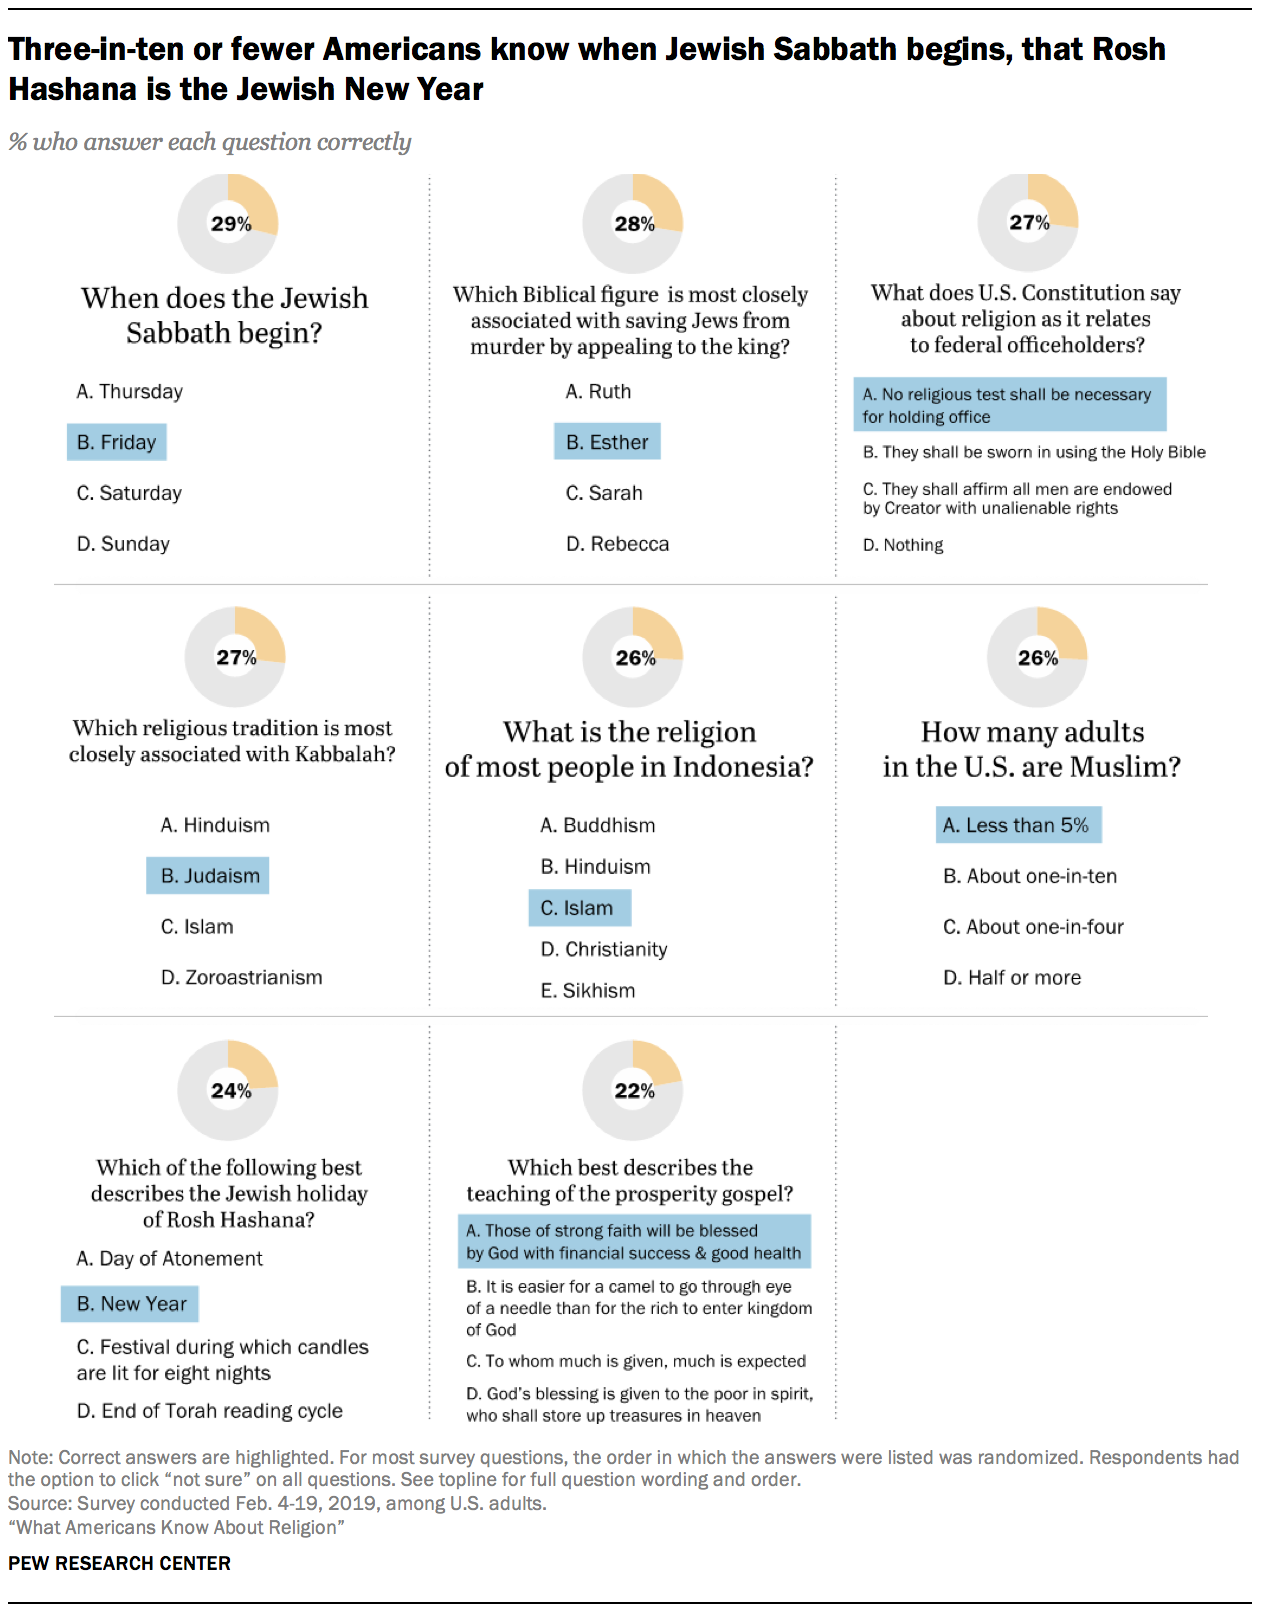 Three-in-ten or fewer Americans know when Jewish Sabbath begins, that Rosh
Hashana is the Jewish New Year
% who answer each question correctly
29%
When does the Jewish
Sabbath begin?
A. Thursday
B. Friday
C. Saturday
D. Sunday
28%
Which Biblical figure is most closely
associated with saving Jews from
murder by appealing to the king?
A. Ruth
B. Esther
C. Sarah
D. Rebecca
27%
What does U.S. Constitution say
about religion as it relates
to federal officeholders?
A. No religious test shall be necessary
for holding office
B. They shall be sworn in using the Holy Bible
C. They shall affirm all men are endowed
by Creator with unalienable rights
D. Nothing
27%
Which religious tradition is most
closely associated with Kabbalah?
A. Hinduism
B. Judaism
C. Islam
D. Zoroastrianism
26%
What is the religion
of most people in Indonesia?
A. Buddhism
B. Hinduism
C. Islam
D. Christianity
E. Sikhism
26%
How many adults
in the U.S. are Muslim?
A. Less than 5%
B. About one-in-ten
C. About one-in-four
D. Half or more
24%
Which of the following best
describes the Jewish holiday
of Rosh Hashana?
A. Day of Atonement
B. New Year
C. Festival during which candles
are lit for eight nights
D. End of Torah reading cycle
22%
Which best describes the
teaching of the prosperity gospel?
A. Those of strong faith will be blessed
by God with financial success & good health
B. It is easier for a camel to go through eye
of a needle than for the rich to enter kingdom
of God
C. To whom much is given, much is expected
D. God's blessing is given to the poor in spirit,
who shall store up treasures in heaven
Note: Correct answers are highlighted. For most survey questions, the order in which the answers were listed was randomized. Respondents had
the option to click “not sure” on all questions. See topline for full question wording and order.
Source: Survey conducted Feb. 4-19, 2019, among U.S. adults.
“What Americans Know About Religion”
PEW RESEARCH CENTER